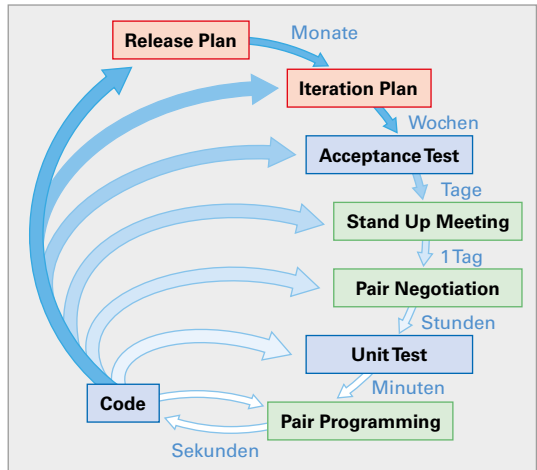 Release Plan
Monate
Iteration Plan
Wochen
Acceptance Test
Tage
Stand Up Meeting
1 Tag
Pair Negotiation
Stunden
Unit Test
Minuten
Code
Pair Programming
Sekunden